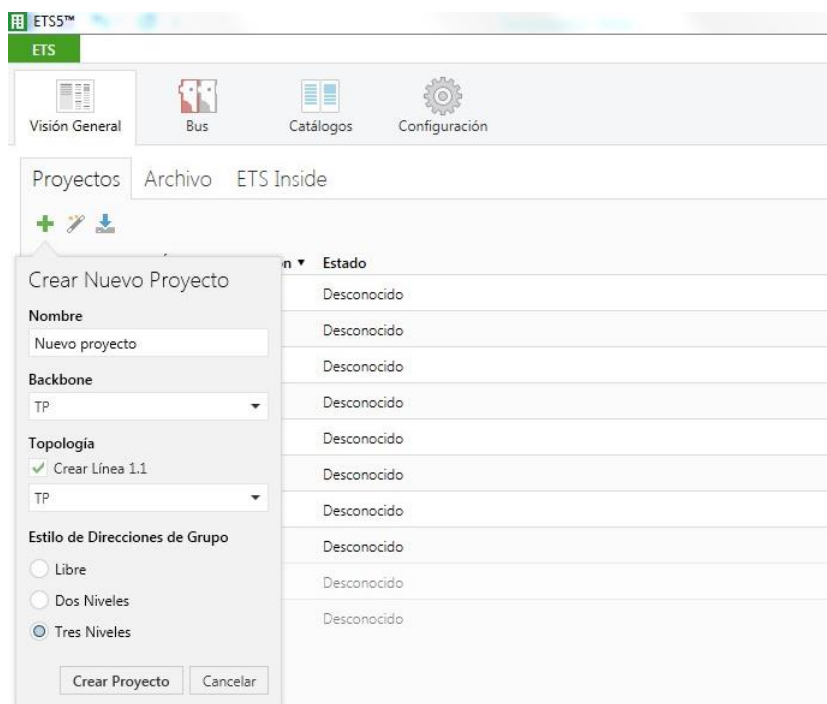 ETS5™
ETS
Visión General
Bus
Catálogos
Configuración
Proyectos
Archivo
ETS Inside
Estado
Desconocido
Desconocido
Desconocido
Desconocido
Desconocido
Desconocido
Desconocido
Desconocido
Desconocido
Desconocido
Crear Nuevo Proyecto
Nombre
Nuevo proyecto
Backbone
TP
Topología
Crear Línea 1.1
TP
Estilo de Direcciones de Grupo
Libre
Dos Niveles
Tres Niveles
Crear Proyecto
Cancelar